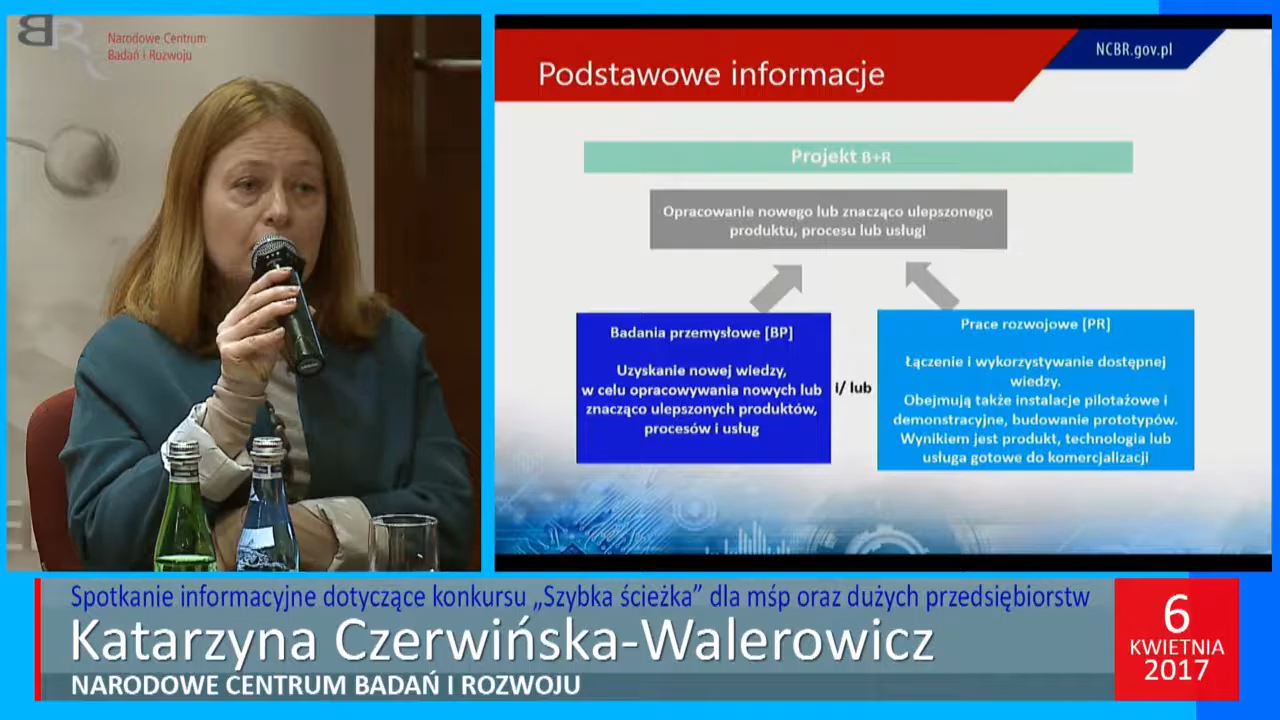 BR
Narodowe Centrum
Badań i Rozwoju
NCBR.gov.pl
Podstawowe informacje
Projekt B+R
Opracowanie nowego lub znacząco ulepszonego
produktu, procesu lub usługi
Badania przemysłowe [BP]
Uzyskanie nowej wiedzy,
w celu opracowywania nowych lub
znacząco ulepszonych produktów,
procesów i usług
i/ lub
Prace rozwojowe [PR]
Łączenie i wykorzystywanie dostępnej
wiedzy.
Obejmują także instalacje pilotażowe i
demonstracyjne, budowanie prototypów.
Wynikiem jest produkt, technologia lub
usługa gotowe do komercjalizacji
Spotkanie informacyjne dotyczące konkursu „Szybka ścieżka” dla mśp oraz dużych przedsiębiorstw
Katarzyna Czerwińska-Walerowicz
NARODOWE CENTRUM BADAŃ I ROZWOJU
6
KWIETNIA
2017